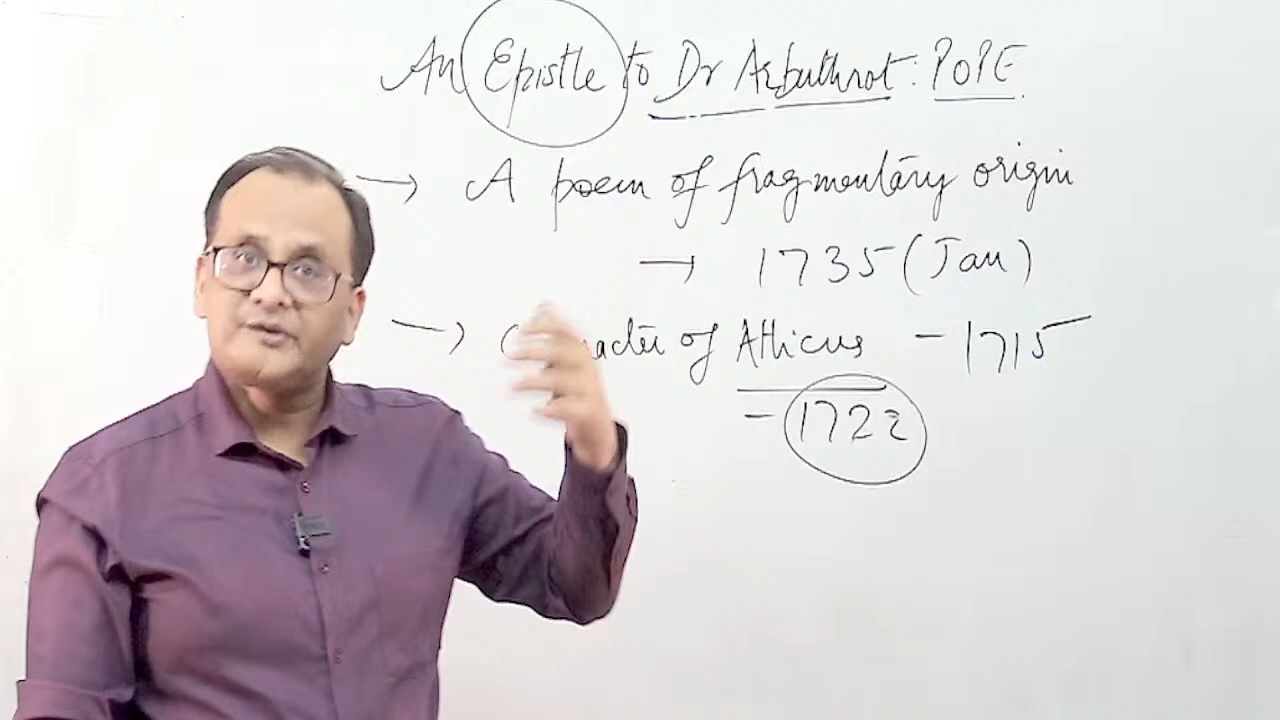 An Epistle to Dr Arbuthnot: POPE
→ A poem of fragmentary origin
→ 1735 (Jan)
→ of Atticus - 1715
- 1722